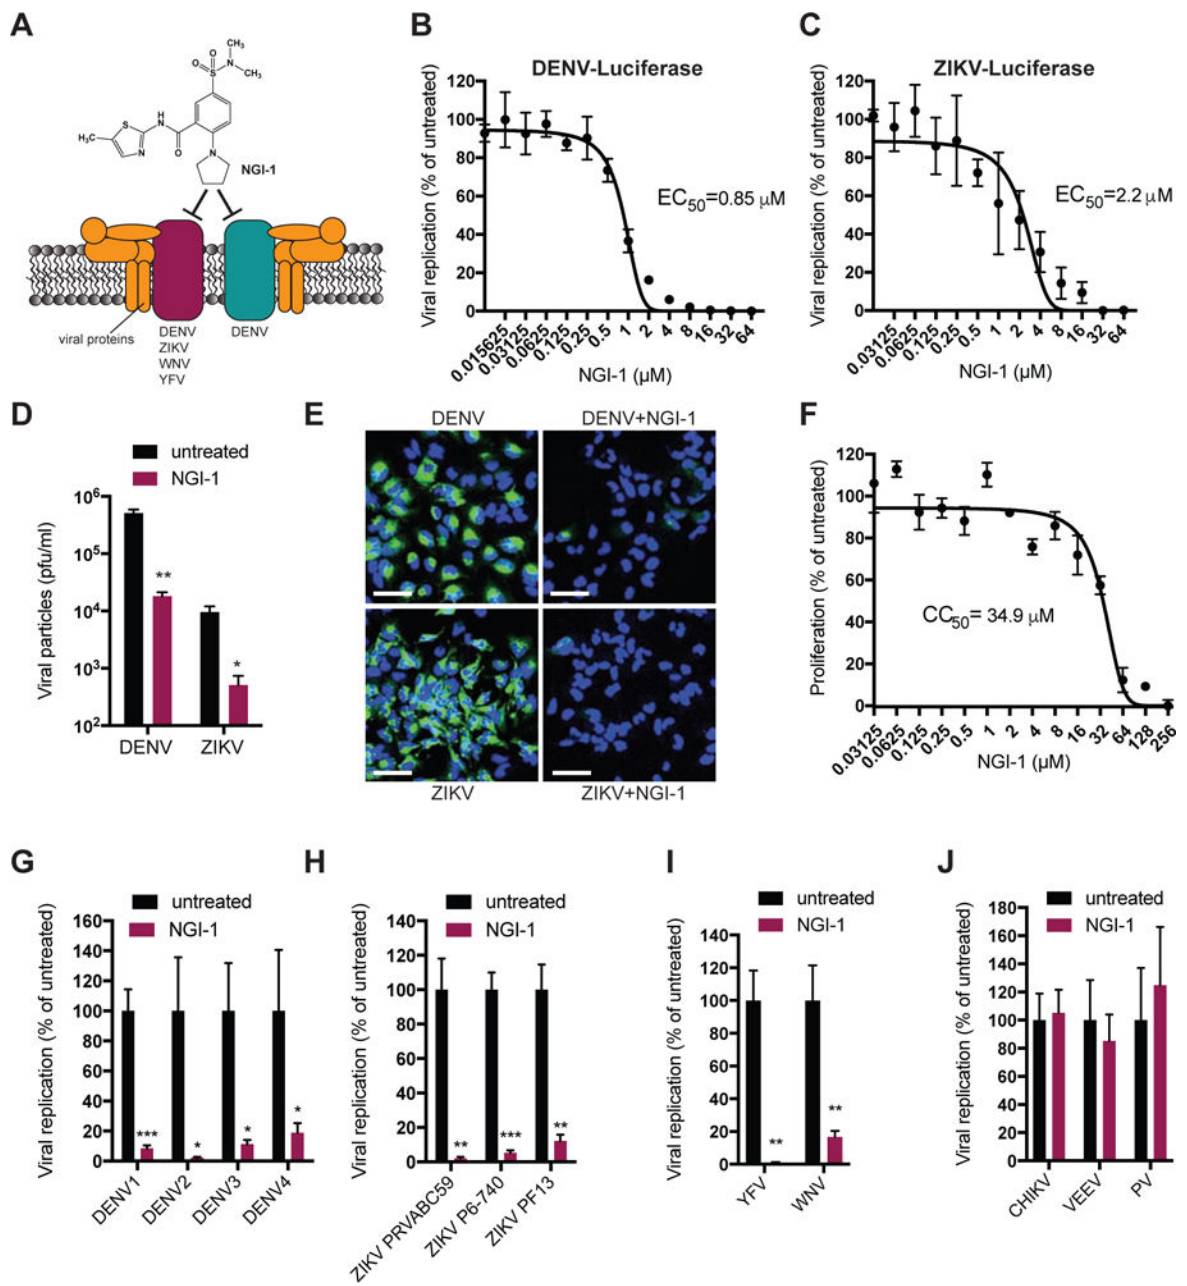 A
CH₃
O
N
CH₃
S
O
H
N
S
CH₃
N
O
N
NGI-1
viral proteins
DENV
ZIKV
WNV
YFV
DENV
B
DENV-Luciferase
Viral replication (% of untreated)
120
100
80
60
40
20
0
EC₅₀=0.85 μM
0.015625
0.03125
0.0625
0.125
0.25
0.5
1
2
4
8
16
32
64
NGI-1 (μM)
C
ZIKV-Luciferase
Viral replication (% of untreated)
120
100
80
60
40
20
0
EC₅₀=2.2 μM
0.03125
0.0625
0.125
0.25
0.5
1
2
4
8
16
32
64
NGI-1 (μM)
D
untreated
NGI-1
Viral particles (pfu/ml)
10⁶
10⁵
10⁴
10³
10²
**
*
DENV
ZIKV
E
DENV
DENV+NGI-1
ZIKV
ZIKV+NGI-1
F
Proliferation (% of untreated)
120
100
80
60
40
20
0
CC₅₀= 34.9 μM
0.03125
0.0625
0.125
0.25
0.5
1
2
4
8
16
32
64
128
256
NGI-1 (μM)
G
untreated
NGI-1
Viral replication (% of untreated)
160
140
120
100
80
60
40
20
0
***
*
*
*
DENV1
DENV2
DENV3
DENV4
H
untreated
NGI-1
Viral replication (% of untreated)
140
120
100
80
60
40
20
0
**
***
**
ZIKV PRVABC59
ZIKV P6-740
ZIKV PF13
I
untreated
NGI-1
Viral replication (% of untreated)
140
120
100
80
60
40
20
0
**
**
YFV
WNV
J
untreated
NGI-1
Viral replication (% of untreated)
180
160
140
120
100
80
60
40
20
0
CHIKV
VEEV
PV